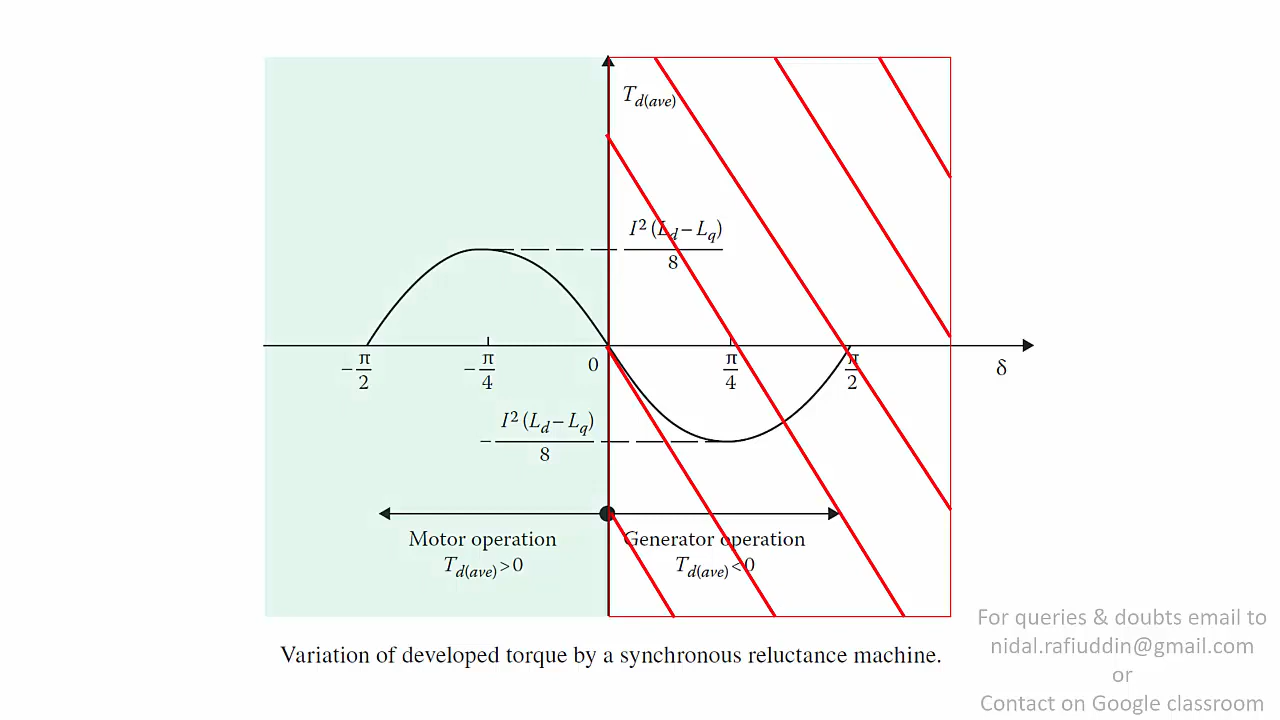 T_d(ave)
I² (L_d – L_q)
8
– π/2
– π/4
0
π/4
π/2
δ
– I² (L_d – L_q)
8
Motor operation
T_d(ave) > 0
Generator operation
T_d(ave) < 0
For queries & doubts email to
nidal.rafiuddin@gmail.com
or
Contact on Google classroom
Variation of developed torque by a synchronous reluctance machine.